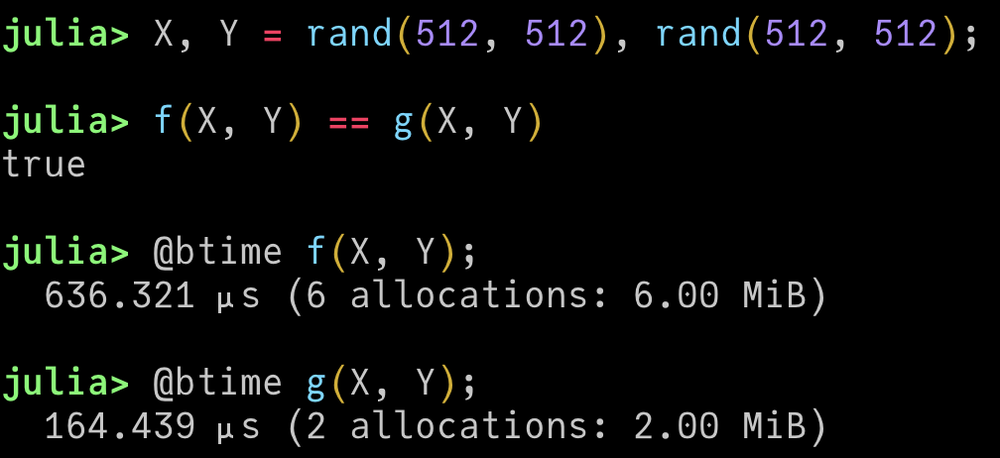 julia> X, Y = rand(512, 512), rand(512, 512);
julia> f(X, Y) == g(X, Y)
true
julia> @btime f(X, Y);
  636.321 μs (6 allocations: 6.00 MiB)
julia> @btime g(X, Y);
  164.439 μs (2 allocations: 2.00 MiB)